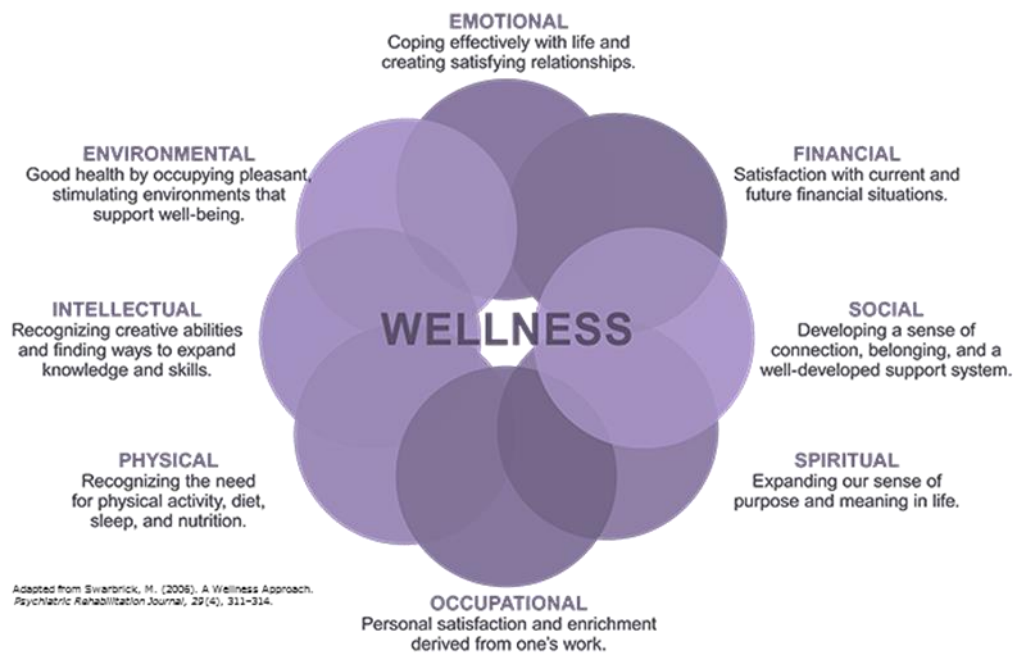 EMOTIONAL
Coping effectively with life and
creating satisfying relationships.
ENVIRONMENTAL
Good health by occupying pleasant,
stimulating environments that
support well-being.
FINANCIAL
Satisfaction with current and
future financial situations.
INTELLECTUAL
Recognizing creative abilities
and finding ways to expand
knowledge and skills.
WELLNESS
SOCIAL
Developing a sense of
connection, belonging, and a
well-developed support system.
PHYSICAL
Recognizing the need
for physical activity, diet,
sleep, and nutrition.
SPIRITUAL
Expanding our sense of
purpose and meaning in life.
Adapted from Swarbrick, M. (2006). A Wellness Approach.
Psychiatric Rehabilitation Journal, 29(4), 311–314.
OCCUPATIONAL
Personal satisfaction and enrichment
derived from one's work.